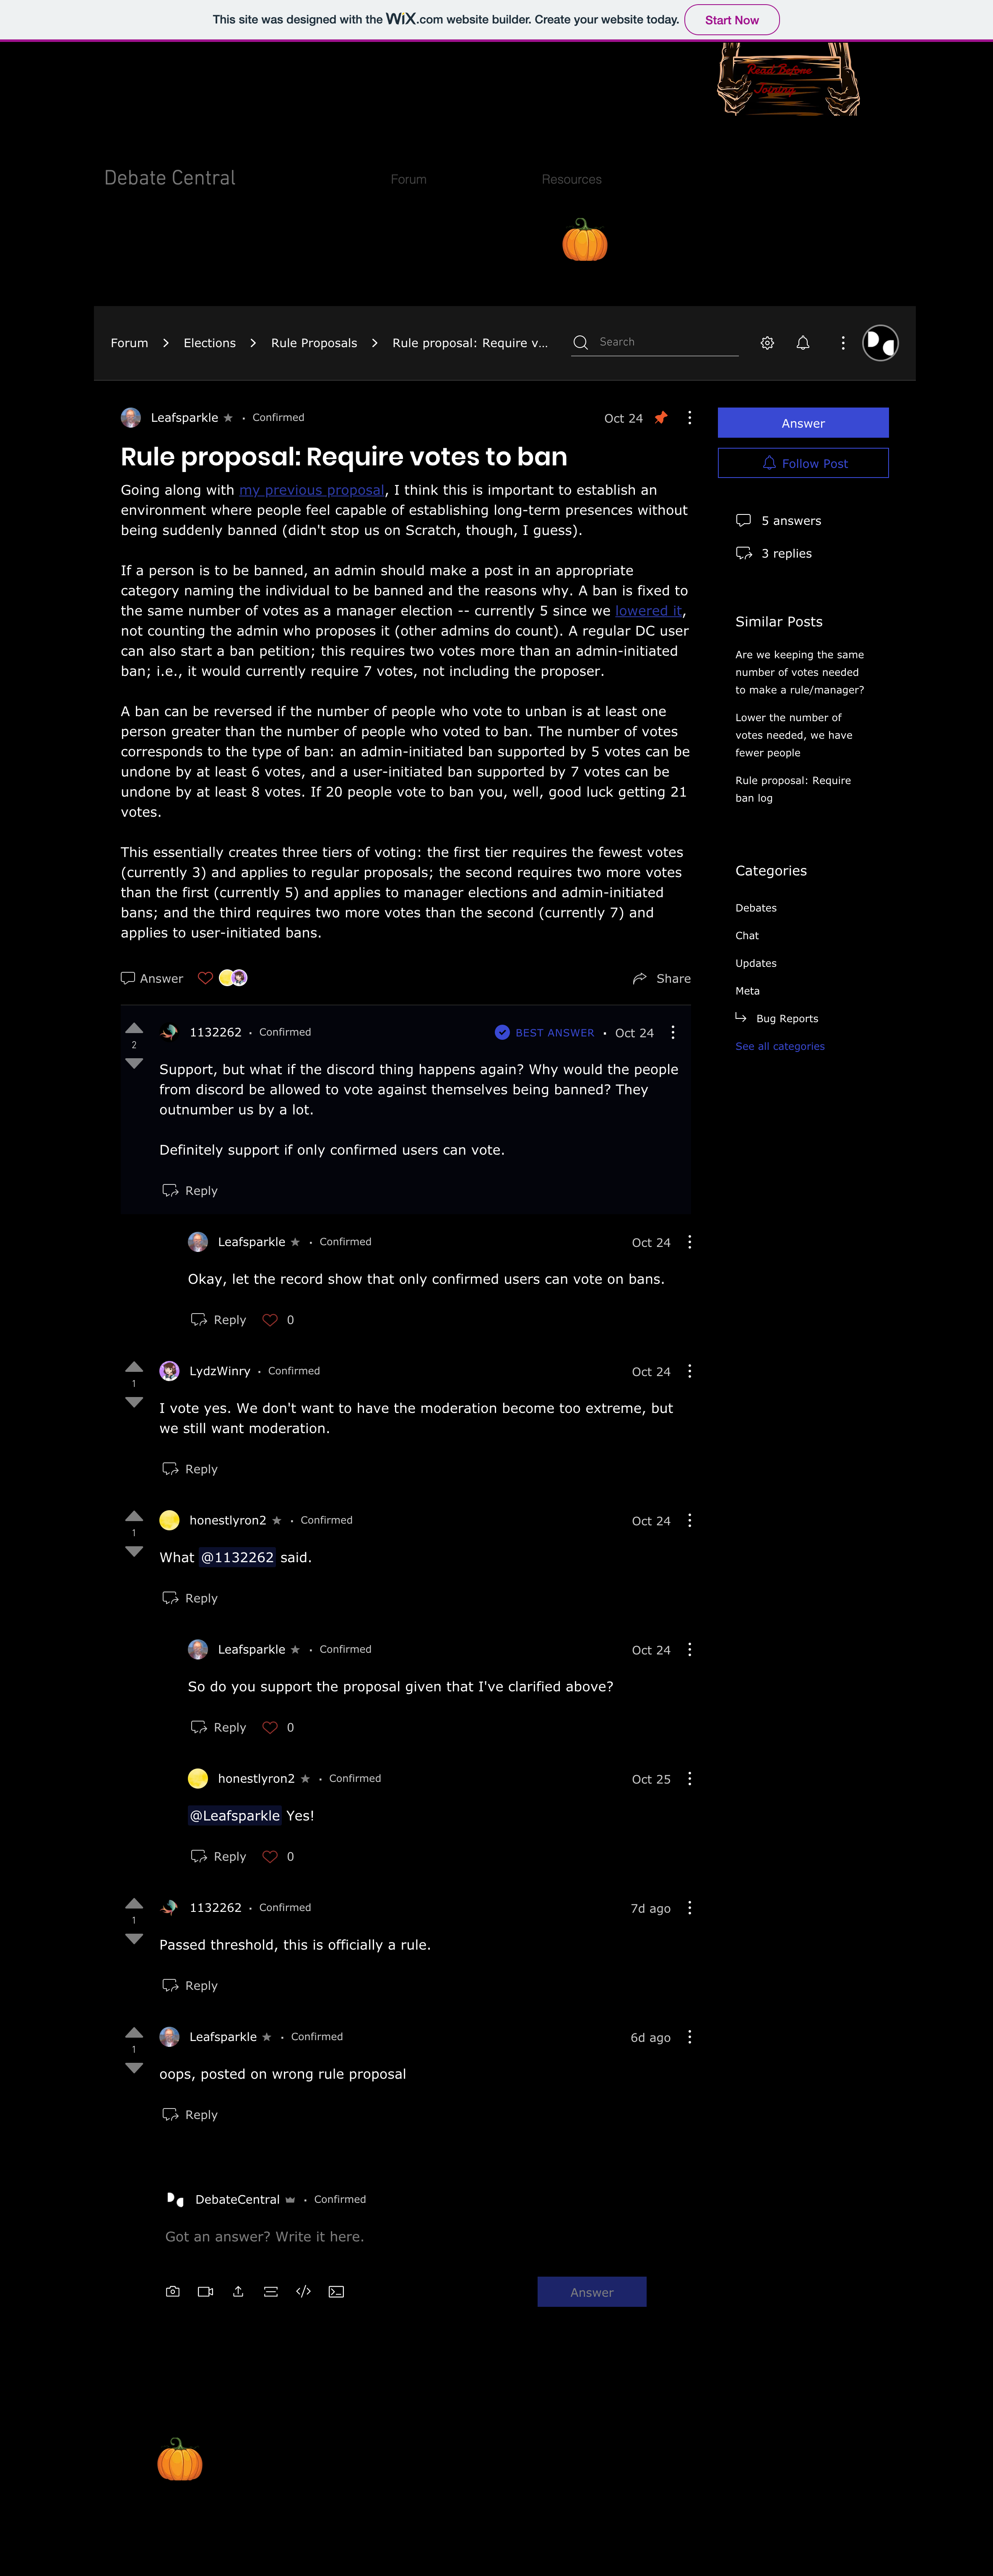 This site was designed with the WiX.com website builder. Create your website today. Start Now
Read Before
Joining
Debate Central
Forum
Resources
Forum > Elections > Rule Proposals > Rule proposal: Require v...
Search
Leafsparkle • Confirmed
Oct 24
Rule proposal: Require votes to ban
Going along with my previous proposal, I think this is important to establish an
environment where people feel capable of establishing long-term presences without
being suddenly banned (didn't stop us on Scratch, though, I guess).
If a person is to be banned, an admin should make a post in an appropriate
category naming the individual to be banned and the reasons why. A ban is fixed to
the same number of votes as a manager election -- currently 5 since we lowered it,
not counting the admin who proposes it (other admins do count). A regular DC user
can also start a ban petition; this requires two votes more than an admin-initiated
ban; i.e., it would currently require 7 votes, not including the proposer.
A ban can be reversed if the number of people who vote to unban is at least one
person greater than the number of people who voted to ban. The number of votes
corresponds to the type of ban: an admin-initiated ban supported by 5 votes can be
undone by at least 6 votes, and a user-initiated ban supported by 7 votes can be
undone by at least 8 votes. If 20 people vote to ban you, well, good luck getting 21
votes.
This essentially creates three tiers of voting: the first tier requires the fewest votes
(currently 3) and applies to regular proposals; the second requires two more votes
than the first (currently 5) and applies to manager elections and admin-initiated
bans; and the third requires two more votes than the second (currently 7) and
applies to user-initiated bans.
Answer
Share
Answer
Follow Post
5 answers
3 replies
Similar Posts
Are we keeping the same
number of votes needed
to make a rule/manager?
Lower the number of
votes needed, we have
fewer people
Rule proposal: Require
ban log
Categories
Debates
Chat
Updates
Meta
Bug Reports
See all categories
2
1132262 • Confirmed
BEST ANSWER • Oct 24
Support, but what if the discord thing happens again? Why would the people
from discord be allowed to vote against themselves being banned? They
outnumber us by a lot.
Definitely support if only confirmed users can vote.
Reply
Leafsparkle • Confirmed
Oct 24
Okay, let the record show that only confirmed users can vote on bans.
Reply 0
1
LydzWinry • Confirmed
Oct 24
I vote yes. We don't want to have the moderation become too extreme, but
we still want moderation.
Reply
1
honestlyron2 • Confirmed
Oct 24
What @1132262 said.
Reply
Leafsparkle • Confirmed
Oct 24
So do you support the proposal given that I've clarified above?
Reply 0
honestlyron2 • Confirmed
Oct 25
@Leafsparkle Yes!
Reply 0
1
1132262 • Confirmed
7d ago
Passed threshold, this is officially a rule.
Reply
1
Leafsparkle • Confirmed
6d ago
oops, posted on wrong rule proposal
Reply
DebateCentral • Confirmed
Got an answer? Write it here.
Answer